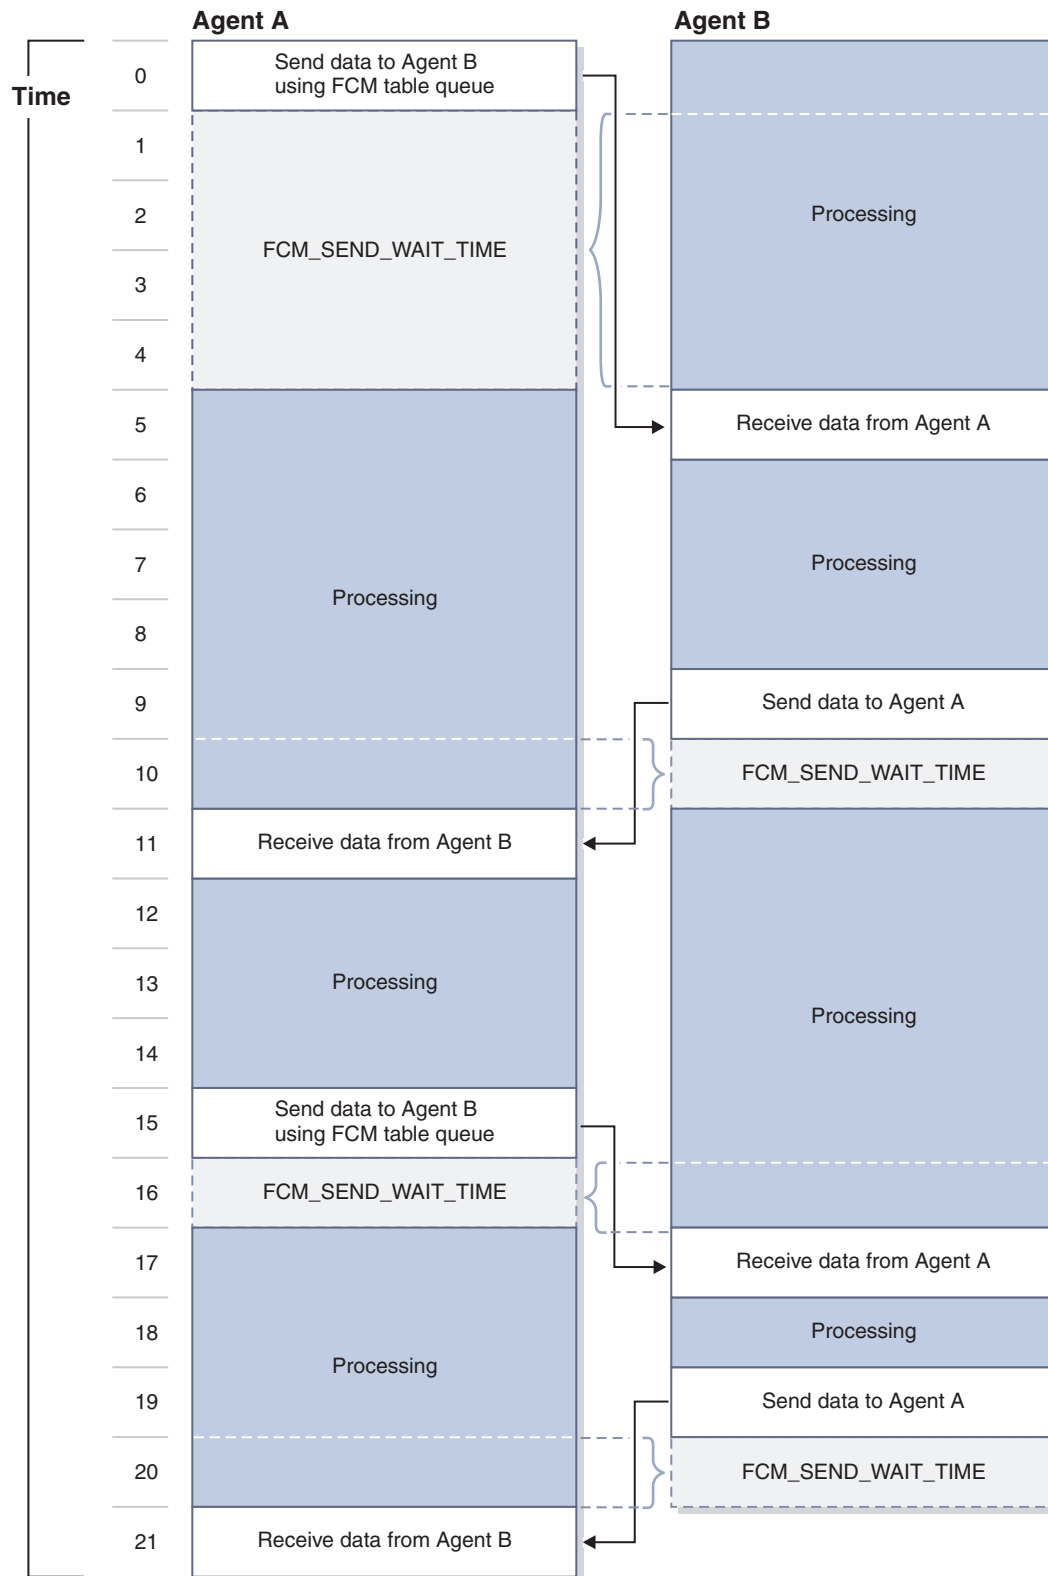 Agent A
Agent B
Time
0
Send data to Agent B
using FCM table queue
1
2
Processing
FCM_SEND_WAIT_TIME
3
4
5
Receive data from Agent A
6
7
Processing
Processing
8
9
Send data to Agent A
10
FCM_SEND_WAIT_TIME
11
Receive data from Agent B
12
13
Processing
Processing
14
15
Send data to Agent B
using FCM table queue
16
FCM_SEND_WAIT_TIME
17
Receive data from Agent A
18
Processing
Processing
19
Send data to Agent A
20
FCM_SEND_WAIT_TIME
21
Receive data from Agent B